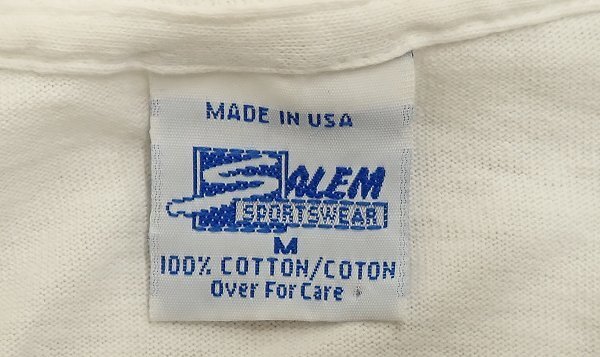 MADE IN USA
SALEM
SPORTSWEAR
M
100% COTTON/COTON
Over For Care